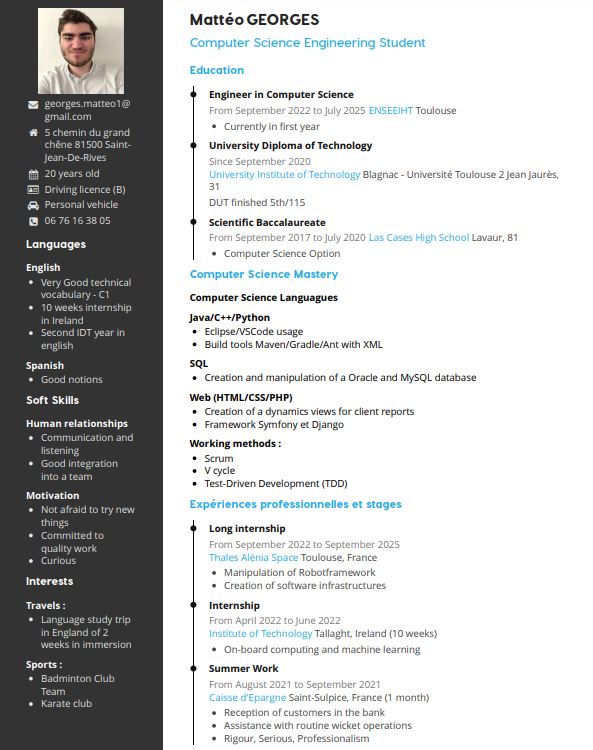 georges.matteo1@
gmail.com
5 chemin du grand
chêne 81500 Saint-
Jean-De-Rives
20 years old
Driving licence (B)
Personal vehicle
06 76 16 38 05
Languages
English
Very Good technical
vocabulary - C1
10 weeks internship
in Ireland
Second IDT year in
english
Spanish
Good notions
Soft Skills
Human relationships
Communication and
listening
Good integration
into a team
Motivation
Not afraid to try new
things
Committed to
quality work
Curious
Interests
Travels :
Language study trip
in England of 2
weeks in immersion
Sports :
Badminton Club
Team
Karate club
Mattéo GEORGES
Computer Science Engineering Student
Education
Engineer in Computer Science
From September 2022 to July 2025 ENSEEIHT Toulouse
Currently in first year
University Diploma of Technology
Since September 2020
University Institute of Technology Blagnac - Université Toulouse 2 Jean Jaurès,
31
DUT finished 5th/115
Scientific Baccalaureate
From September 2017 to July 2020 Las Cases High School Lavaur, 81
Computer Science Option
Computer Science Mastery
Computer Science Languagues
Java/C++/Python
Eclipse/VSCode usage
Build tools Maven/Gradle/Ant with XML
SQL
Creation and manipulation of a Oracle and MySQL database
Web (HTML/CSS/PHP)
Creation of a dynamics views for client reports
Framework Symfony et Django
Working methods :
Scrum
V cycle
Test-Driven Development (TDD)
Expériences professionelles et stages
Long internship
From September 2022 to September 2025
Thales Alénia Space Toulouse, France
Manipulation of Robotframework
Creation of software infrastructures
Internship
From April 2022 to June 2022
Institute of Technology Tallaght, Ireland (10 weeks)
On-board computing and machine learning
Summer Work
From August 2021 to September 2021
Caisse d'Epargne Saint-Sulpice, France (1 month)
Reception of customers in the bank
Assistance with routine wicket operations
Rigour, Serious, Professionalism